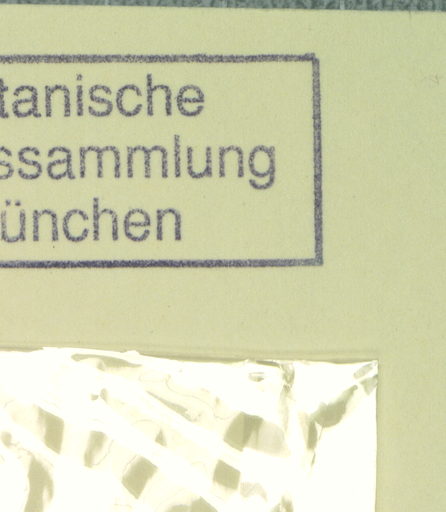 tanische
ssammlung
ünchen